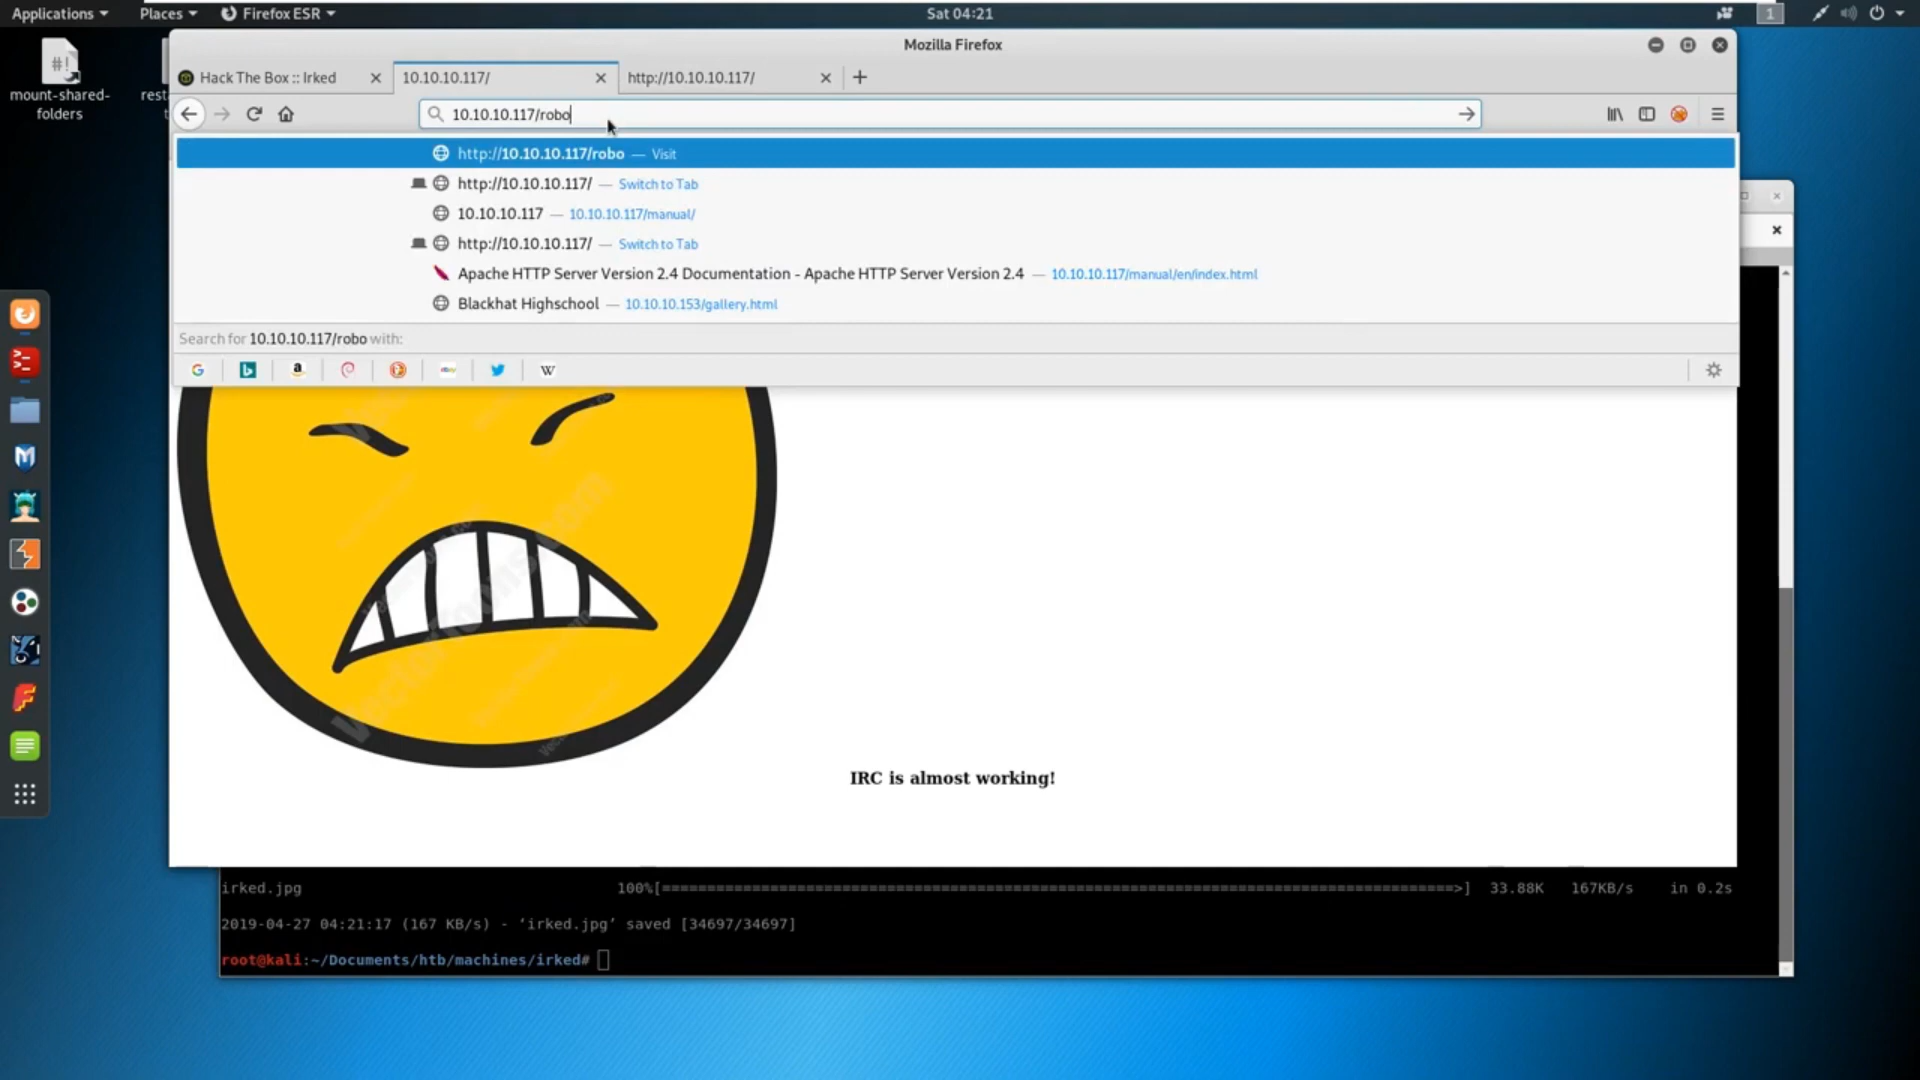 Applications Places Firefox ESR Sat 04:21 1
Mozilla Firefox
mount-shared-
folders
rest
Hack The Box :: Irked 10.10.10.117/ http://10.10.10.117/
10.10.10.117/robo
http://10.10.10.117/robo — Visit
http://10.10.10.117/ — Switch to Tab
10.10.10.117 — 10.10.10.117/manual/
http://10.10.10.117/ — Switch to Tab
Apache HTTP Server Version 2.4 Documentation - Apache HTTP Server Version 2.4 — 10.10.10.117/manual/en/index.html
Blackhat Highschool — 10.10.10.153/gallery.html
Search for 10.10.10.117/robo with:
IRC is almost working!
irked.jpg 100%[=========================================================================================>] 33.88K 167KB/s in 0.2s
2019-04-27 04:21:17 (167 KB/s) - ‘irked.jpg’ saved [34697/34697]
root@kali:~/Documents/htb/machines/irked#